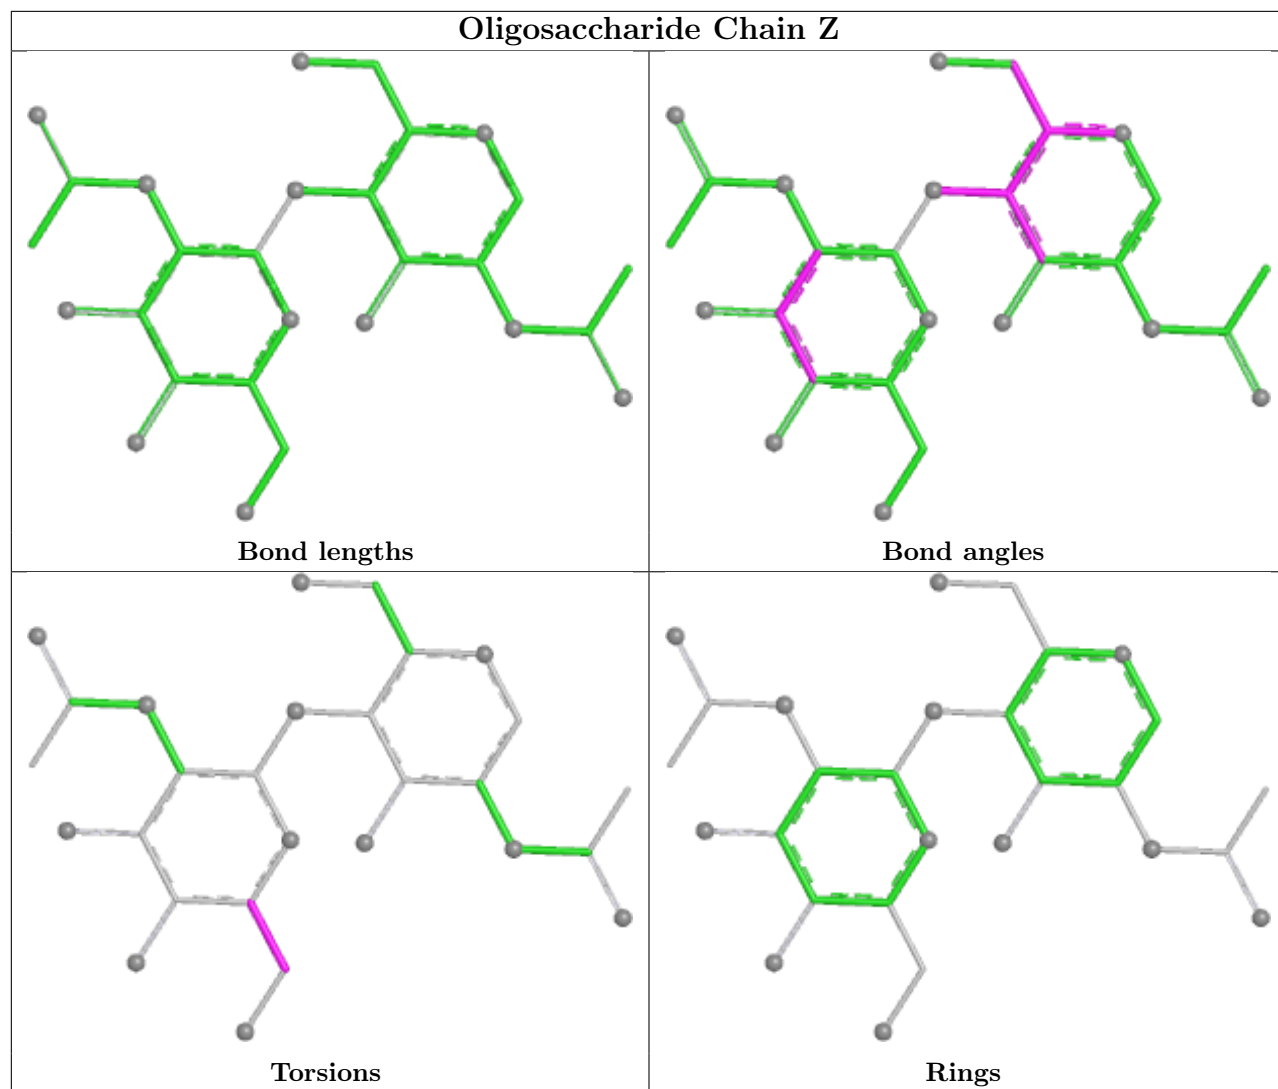 Oligosaccharide Chain Z
Bond lengths
Bond angles
Torsions
Rings